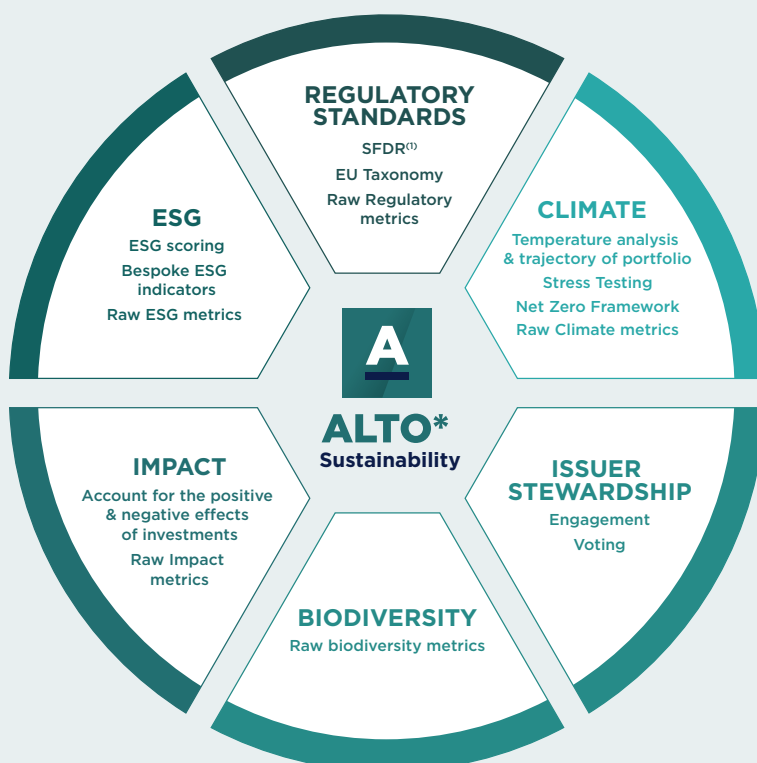 REGULATORY
STANDARDS
SFDR⁽¹⁾
EU Taxonomy
Raw Regulatory
metrics
CLIMATE
Temperature analysis
& trajectory of portfolio
Stress Testing
Net Zero Framework
Raw Climate metrics
ISSUER
STEWARDSHIP
Engagement
Voting
BIODIVERSITY
Raw biodiversity metrics
IMPACT
Account for the positive
& negative effects
of investments
Raw Impact
metrics
ESG
ESG scoring
Bespoke ESG
indicators
Raw ESG metrics
A
ALTO*
Sustainability